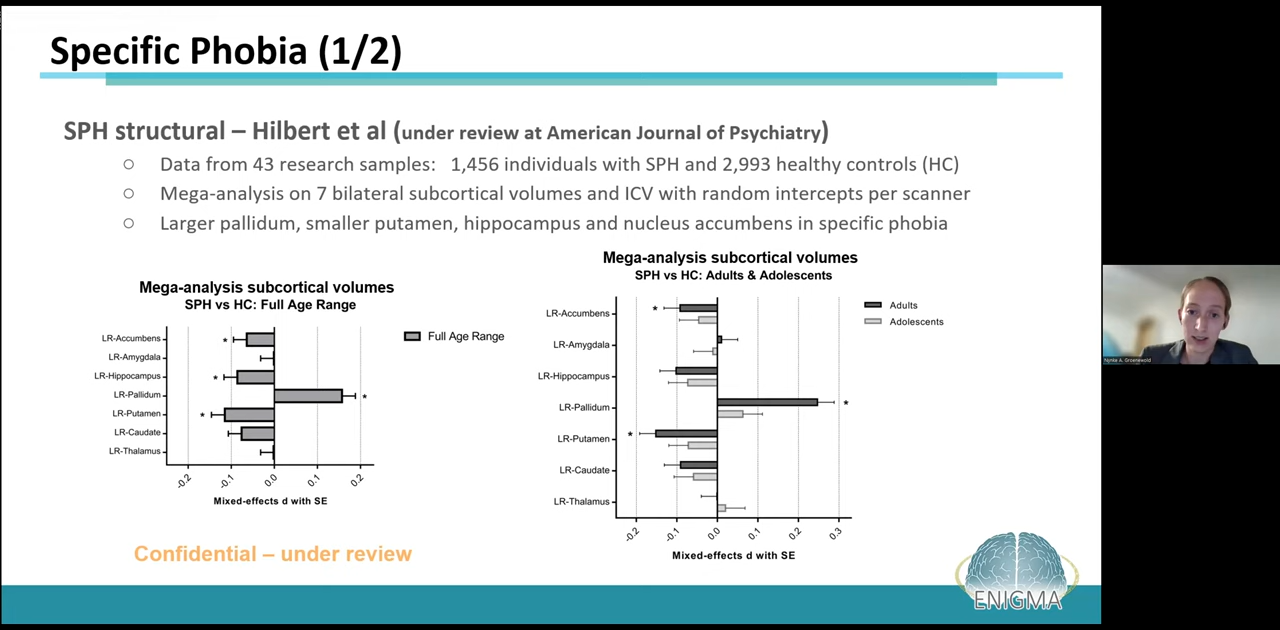 Specific Phobia (1/2)
SPH structural – Hilbert et al (under review at American Journal of Psychiatry)
○ Data from 43 research samples: 1,456 individuals with SPH and 2,993 healthy controls (HC)
○ Mega-analysis on 7 bilateral subcortical volumes and ICV with random intercepts per scanner
○ Larger pallidum, smaller putamen, hippocampus and nucleus accumbens in specific phobia
Mega-analysis subcortical volumes
SPH vs HC: Full Age Range
Full Age Range
LR-Accumbens *
LR-Amygdala
LR-Hippocampus *
LR-Pallidum *
LR-Putamen *
LR-Caudate
LR-Thalamus
-0.2 -0.1 0.0 0.1 0.2
Mixed-effects d with SE
Mega-analysis subcortical volumes
SPH vs HC: Adults & Adolescents
Adults
Adolescents
LR-Accumbens *
LR-Amygdala
LR-Hippocampus
LR-Pallidum *
LR-Putamen *
LR-Caudate
LR-Thalamus
-0.2 -0.1 0.0 0.1 0.2 0.3
Mixed-effects d with SE
Confidential – under review
ENIGMA
Nynke A. Groenewold